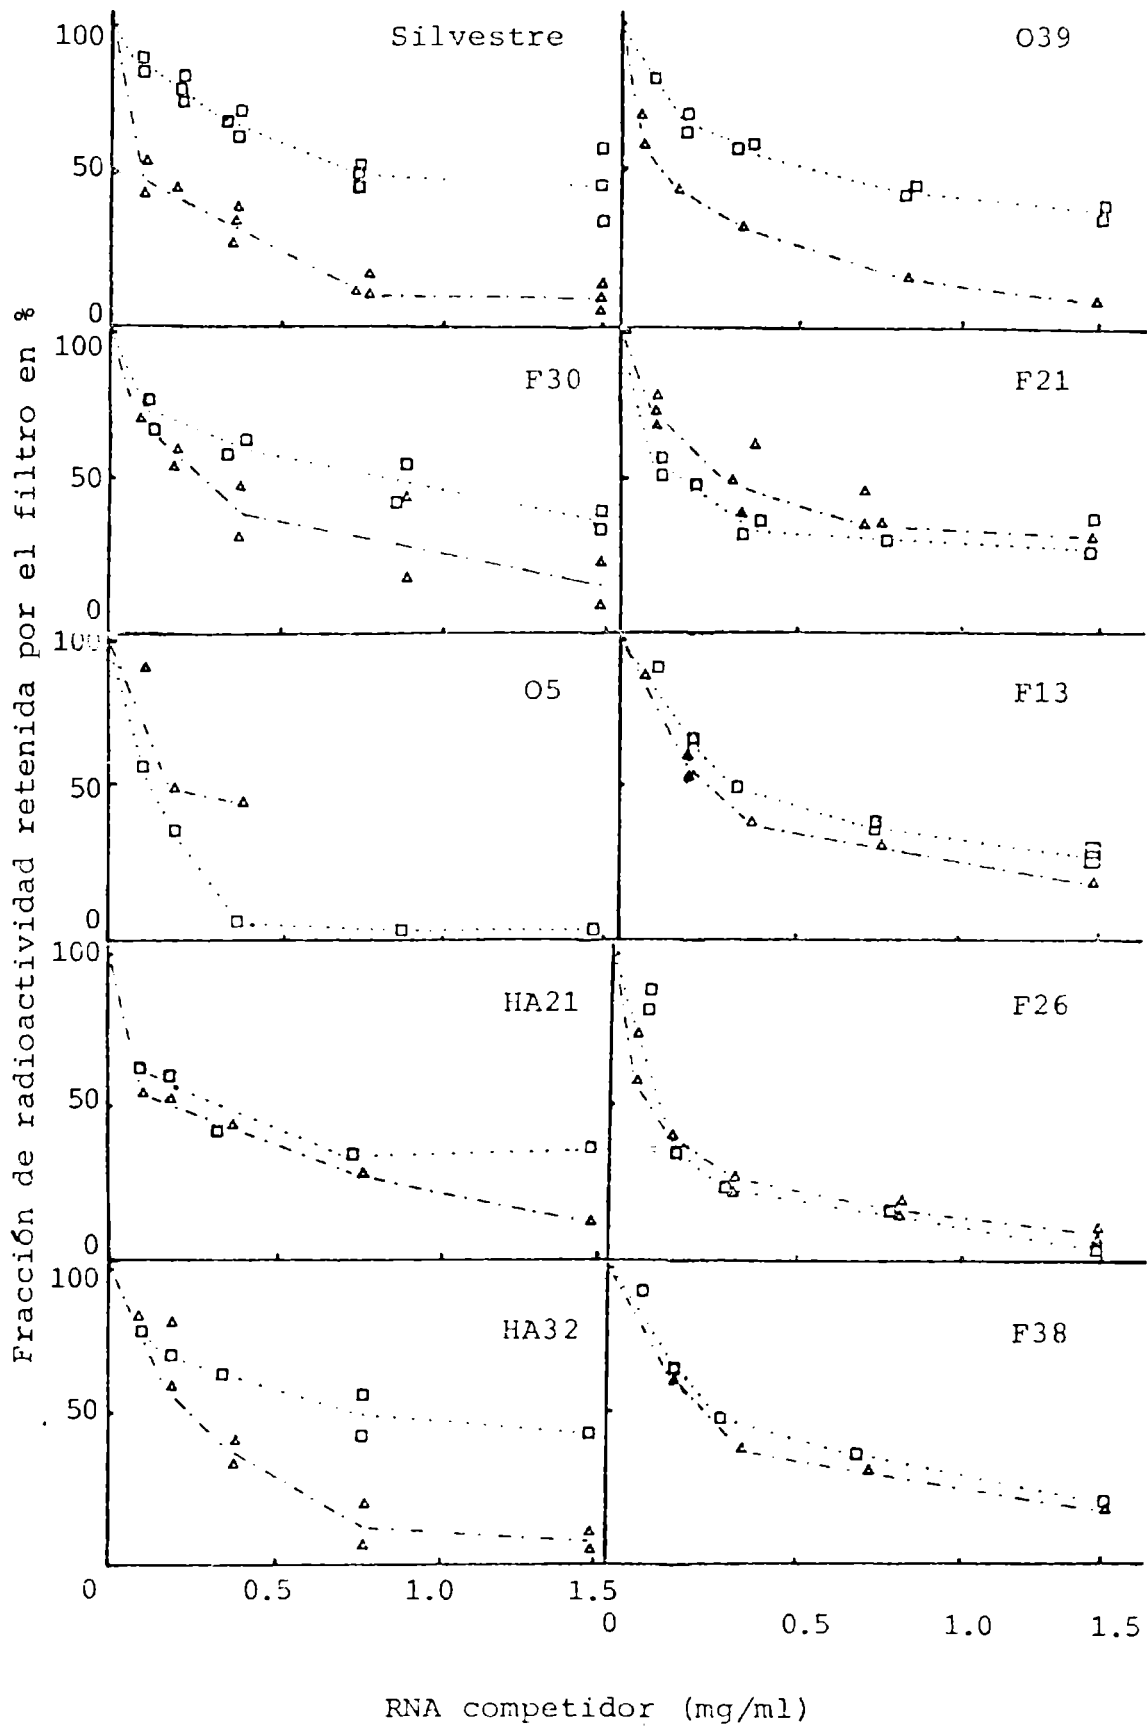 Fracción de radioactividad retenida por el filtro en %
100
Silvestre
O39
50
0
100
F30
F21
50
0
100
O5
F13
50
0
100
HA21
F26
50
0
100
HA32
F38
50
0 0.5 1.0 1.5
0 0.5 1.0 1.5
RNA competidor (mg/ml)